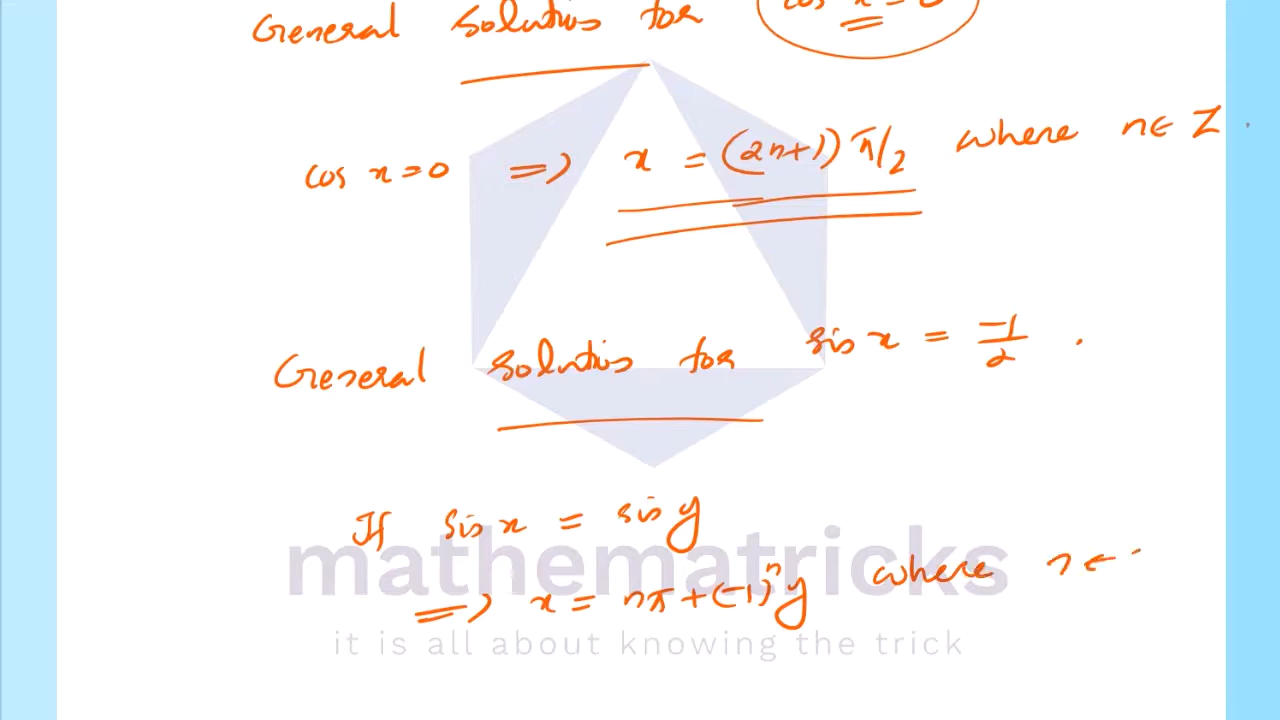 General solution for cos x = 0
cos x = 0 ⟹ x = (2n+1) π/2 where n ∈ Z.
General solution for sin x = -1/2.
If sin x = sin y
mathematricks
⟹ x = nπ + (-1)ⁿ y where n ∈
it is all about knowing the trick